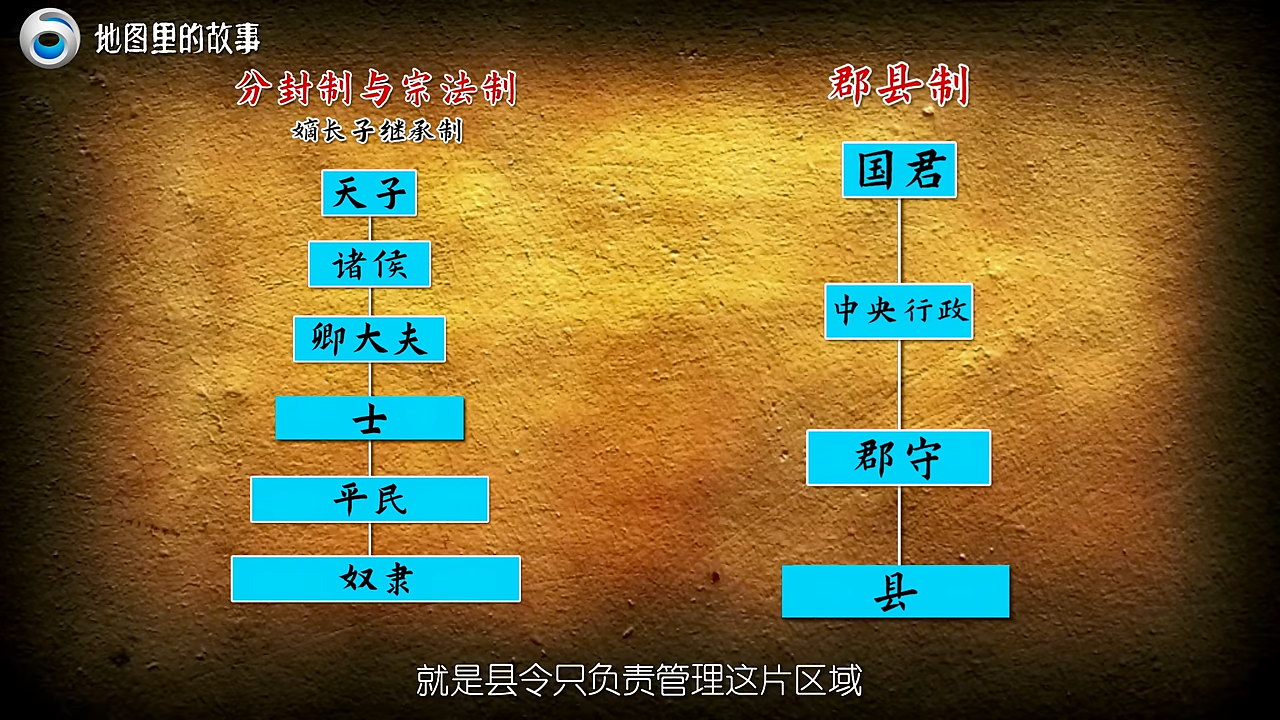 地图里的故事
分封制与宗法制
嫡长子继承制
天子
诸侯
卿大夫
士
平民
奴隶
郡县制
国君
中央行政
郡守
县
就是县令只负责管理这片区域